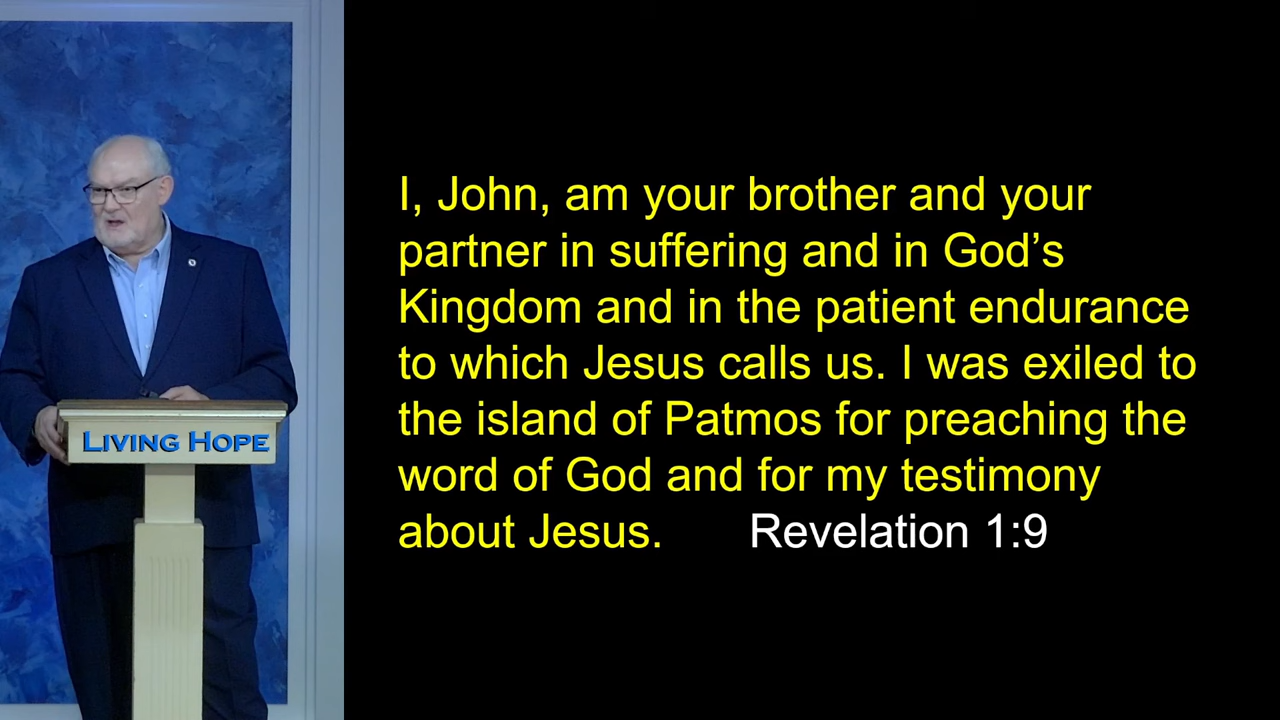 LIVING HOPE
I, John, am your brother and your
partner in suffering and in God’s
Kingdom and in the patient endurance
to which Jesus calls us. I was exiled to
the island of Patmos for preaching the
word of God and for my testimony
about Jesus. Revelation 1:9